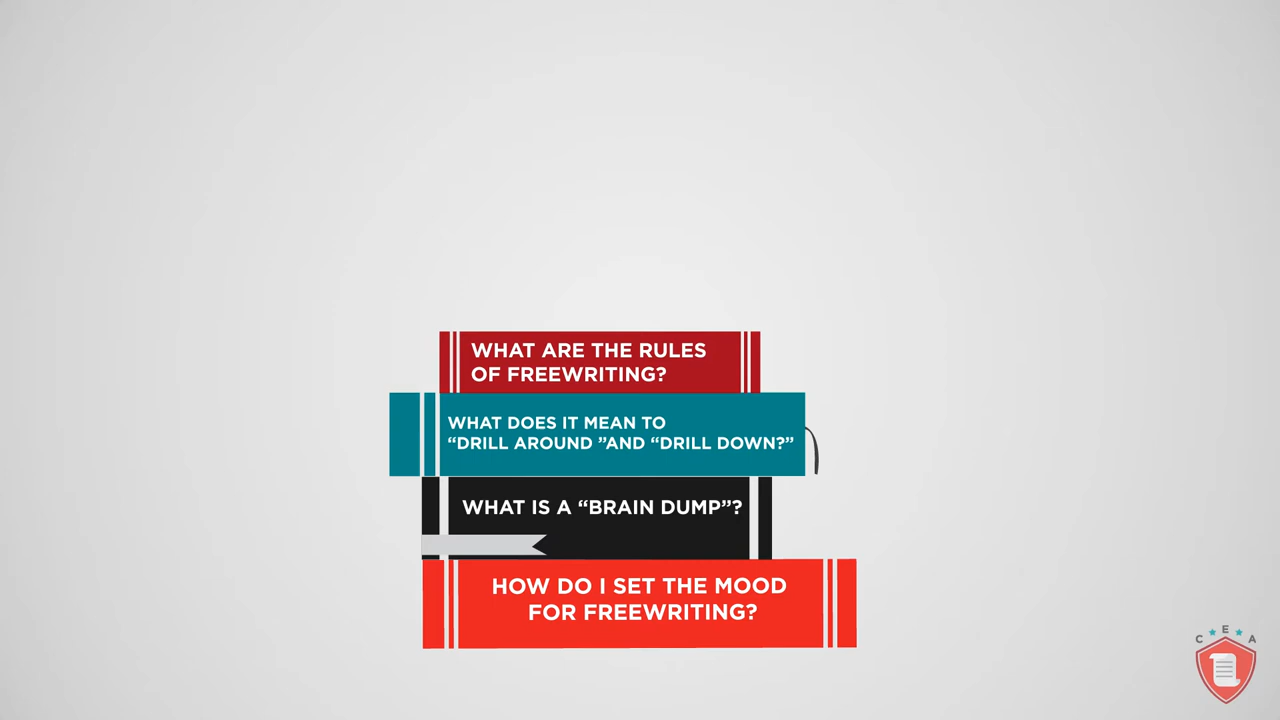 WHAT ARE THE RULES
OF FREEWRITING?
WHAT DOES IT MEAN TO
“DRILL AROUND ”AND “DRILL DOWN?”
WHAT IS A “BRAIN DUMP”?
HOW DO I SET THE MOOD
FOR FREEWRITING?
C E A